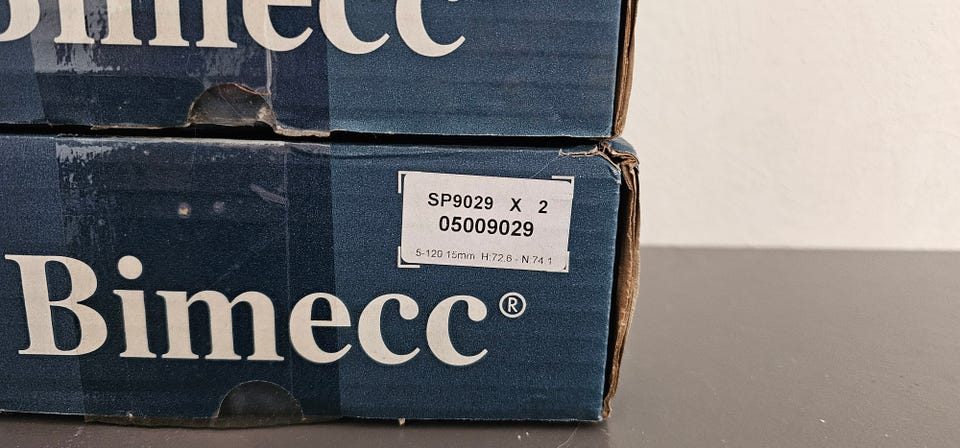 Bimecc
SP9029 X 2
05009029
5-120 15mm H:72.6 - N:74.1
Bimecc®